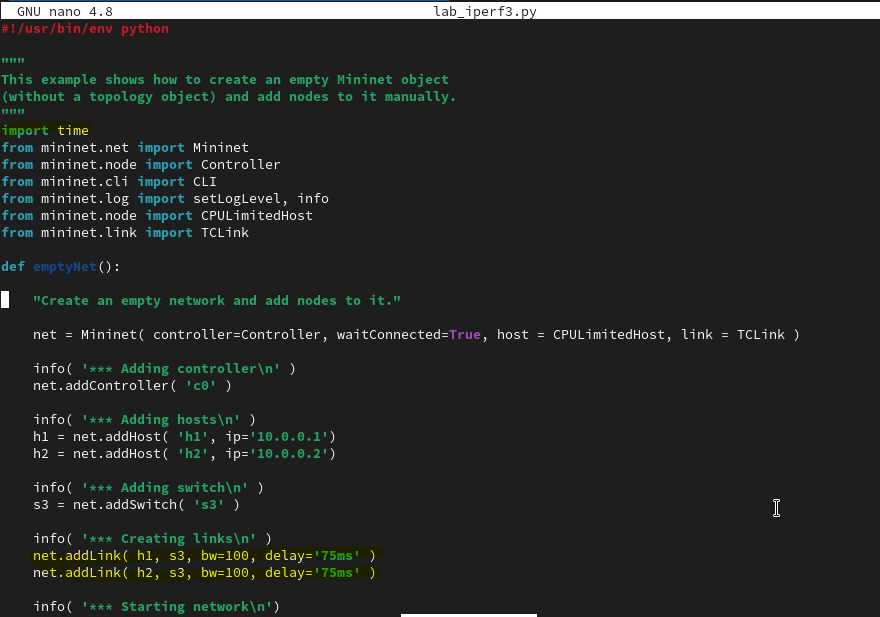 GNU nano 4.8 lab_iperf3.py
#!/usr/bin/env python
"""
This example shows how to create an empty Mininet object
(without a topology object) and add nodes to it manually.
"""
import time
from mininet.net import Mininet
from mininet.node import Controller
from mininet.cli import CLI
from mininet.log import setLogLevel, info
from mininet.node import CPULimitedHost
from mininet.link import TCLink
def emptyNet():
"Create an empty network and add nodes to it."
net = Mininet( controller=Controller, waitConnected=True, host = CPULimitedHost, link = TCLink )
info( '*** Adding controller\n' )
net.addController( 'c0' )
info( '*** Adding hosts\n' )
h1 = net.addHost( 'h1', ip='10.0.0.1')
h2 = net.addHost( 'h2', ip='10.0.0.2')
info( '*** Adding switch\n' )
s3 = net.addSwitch( 's3' )
info( '*** Creating links\n' )
net.addLink( h1, s3, bw=100, delay='75ms' )
net.addLink( h2, s3, bw=100, delay='75ms' )
info( '*** Starting network\n')